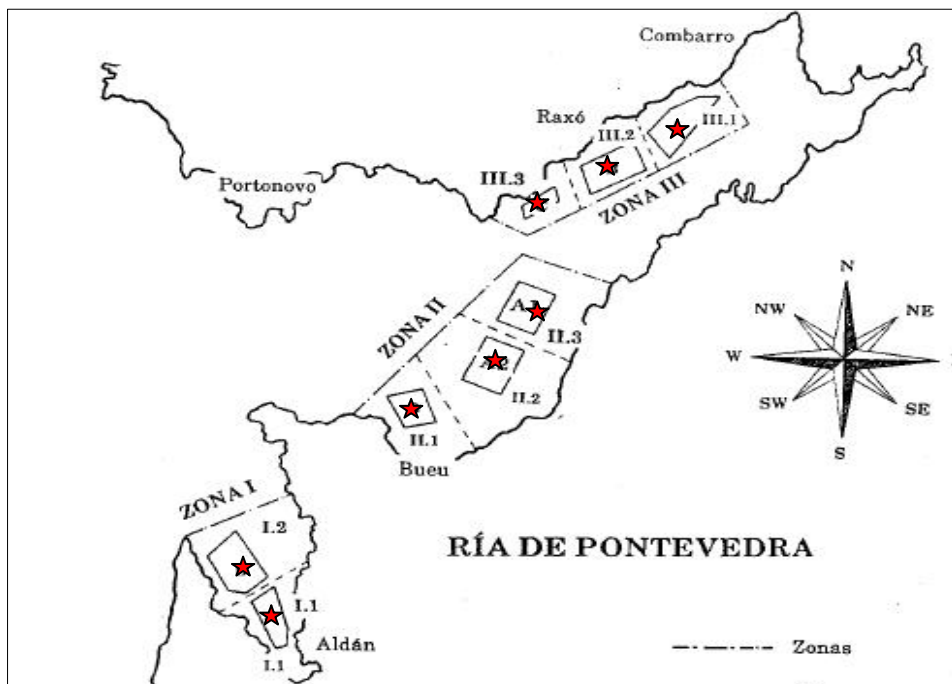 Combarro
Raxó
III.1
III.2
III.3
Portonovo
ZONA III
N
NW
NE
W
SW
SE
S
ZONA II
II.3
II.2
II.1
Bueu
ZONA I
I.2
RÍA DE PONTEVEDRA
I.1
Aldán
I.1
Zonas